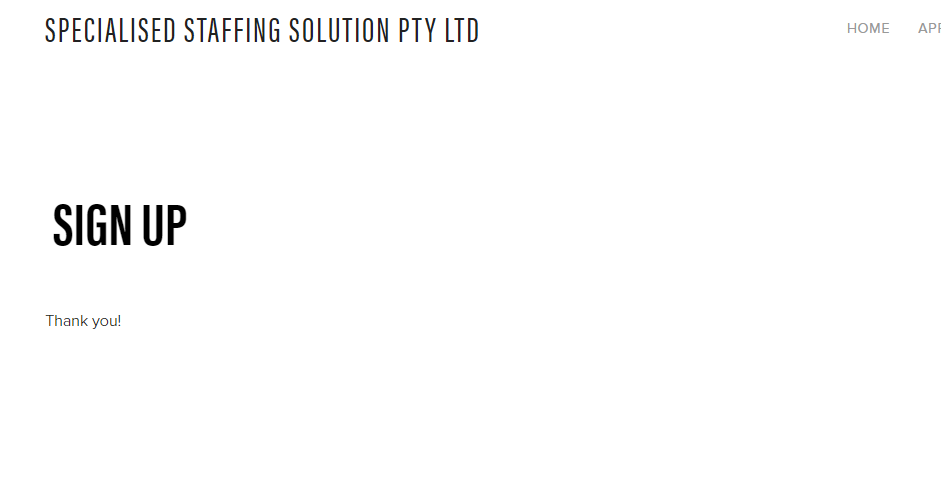 SPECIALISED STAFFING SOLUTION PTY LTD
HOME
SIGN UP
Thank you!